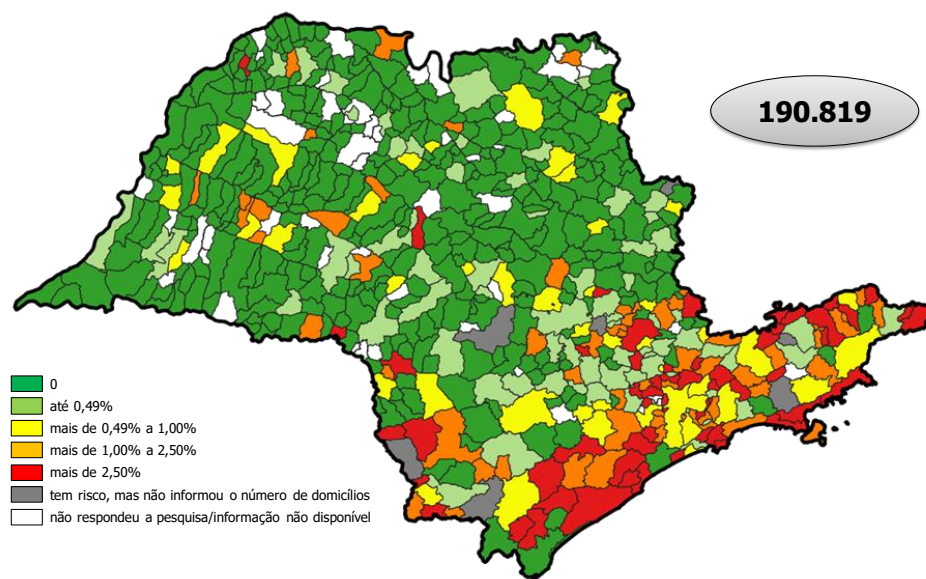 190.819
0
até 0,49%
mais de 0,49% a 1,00%
mais de 1,00% a 2,50%
mais de 2,50%
tem risco, mas não informou o número de domicílios
não respondeu a pesquisa/informação não disponível